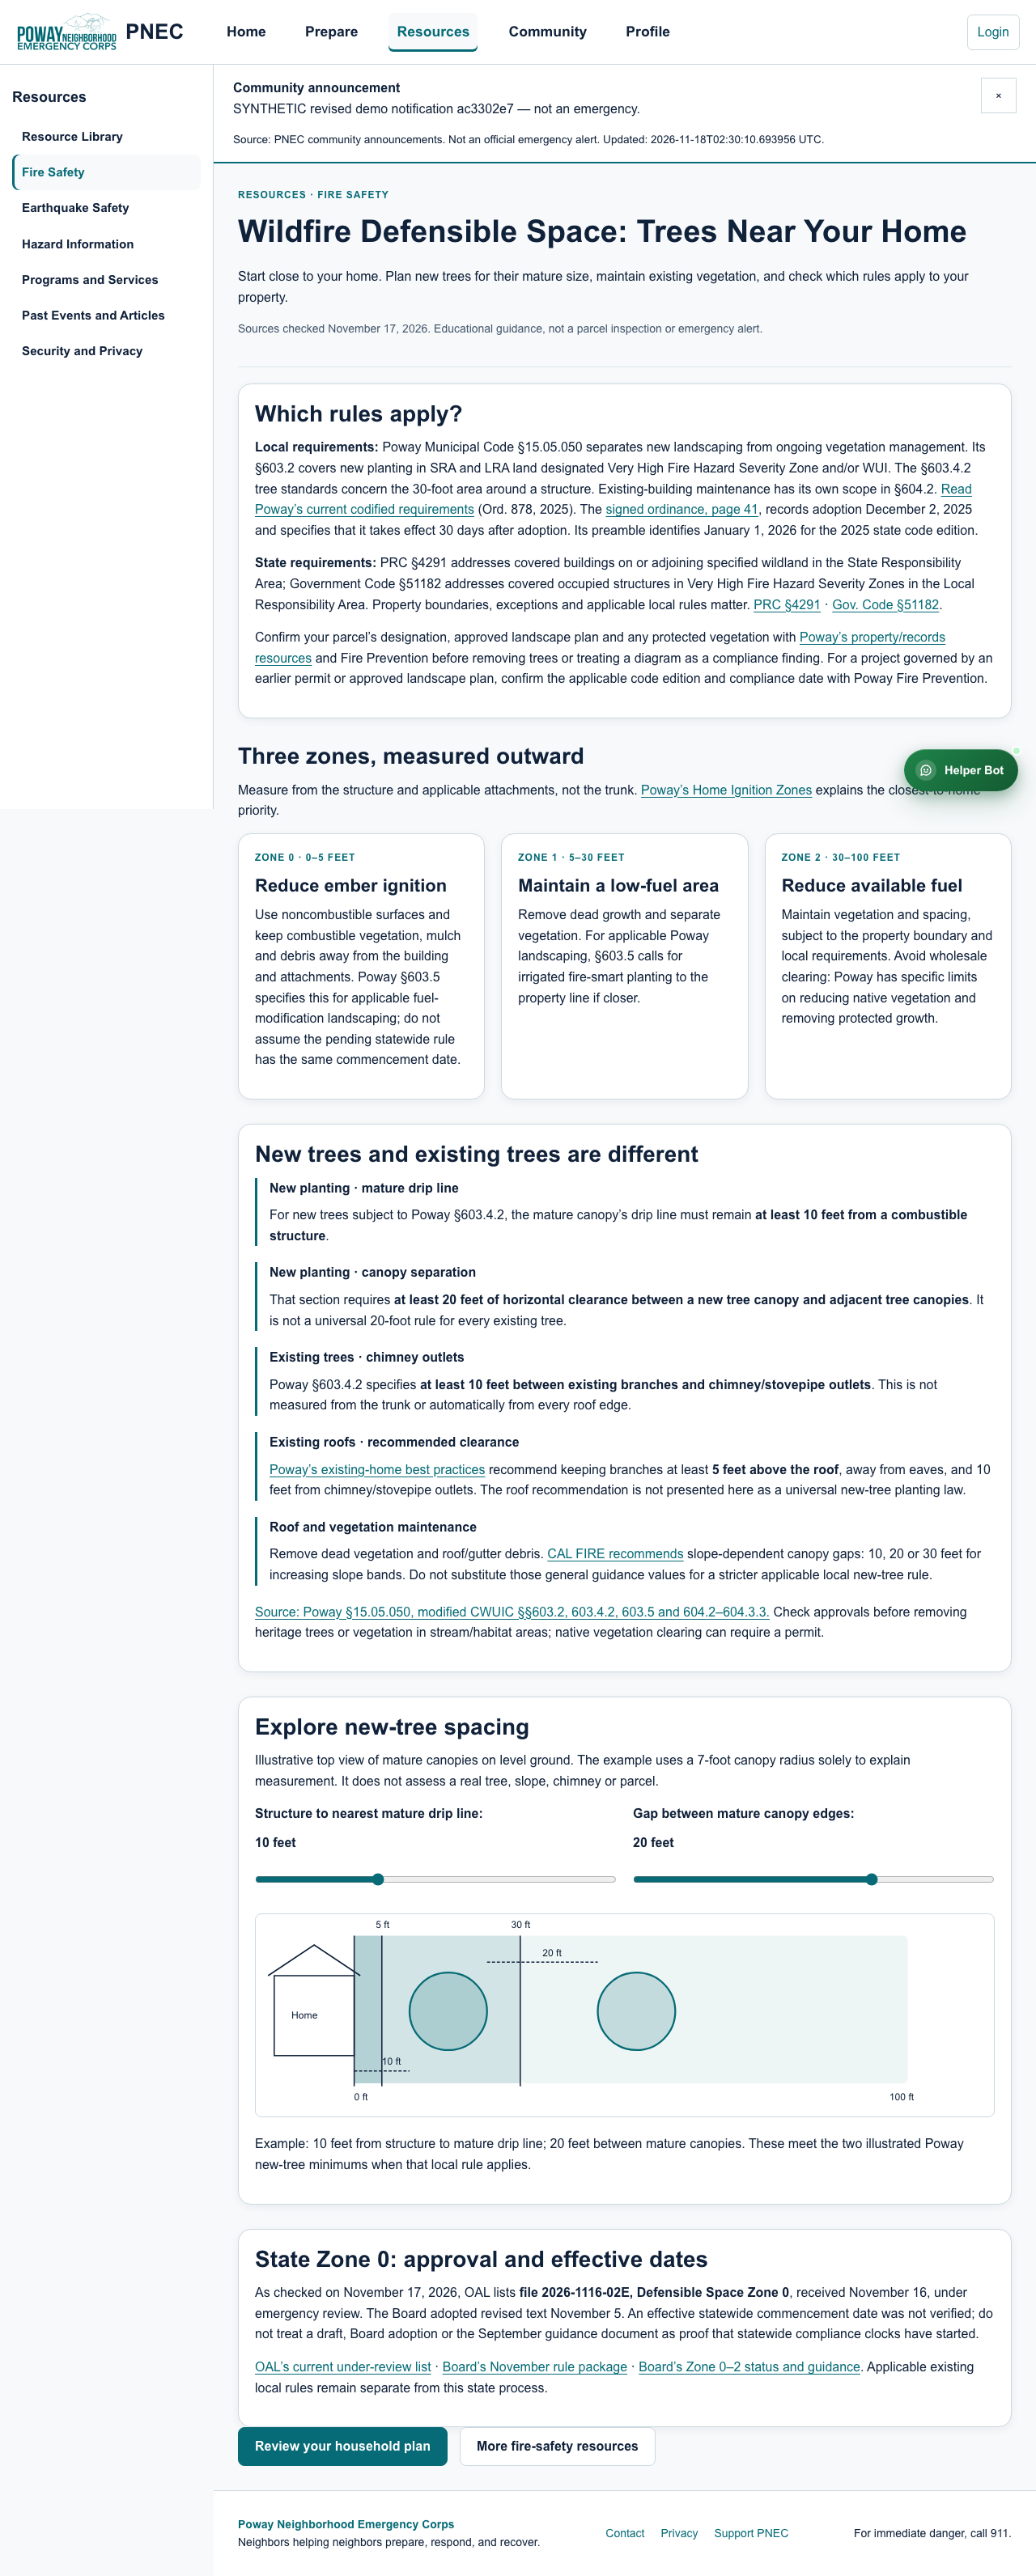 POWAY NEIGHBORHOOD
EMERGENCY CORPS
PNEC
Home
Prepare
Resources
Community
Profile
Login
Resources
Resource Library
Fire Safety
Earthquake Safety
Hazard Information
Programs and Services
Past Events and Articles
Security and Privacy
Community announcement
SYNTHETIC revised demo notification ac3302e7 — not an emergency.
×
Source: PNEC community announcements. Not an official emergency alert. Updated: 2026-11-18T02:30:10.693956 UTC.
RESOURCES · FIRE SAFETY
Wildfire Defensible Space: Trees Near Your Home
Start close to your home. Plan new trees for their mature size, maintain existing vegetation, and check which rules apply to your
property.
Sources checked November 17, 2026. Educational guidance, not a parcel inspection or emergency alert.
Which rules apply?
Local requirements: Poway Municipal Code §15.05.050 separates new landscaping from ongoing vegetation management. Its
§603.2 covers new planting in SRA and LRA land designated Very High Fire Hazard Severity Zone and/or WUI. The §603.4.2
tree standards concern the 30-foot area around a structure. Existing-building maintenance has its own scope in §604.2. Read
Poway's current codified requirements (Ord. 878, 2025). The signed ordinance, page 41, records adoption December 2, 2025
and specifies that it takes effect 30 days after adoption. Its preamble identifies January 1, 2026 for the 2025 state code edition.
State requirements: PRC §4291 addresses covered buildings on or adjoining specified wildland in the State Responsibility
Area; Government Code §51182 addresses covered occupied structures in Very High Fire Hazard Severity Zones in the Local
Responsibility Area. Property boundaries, exceptions and applicable local rules matter. PRC §4291 · Gov. Code §51182.
Confirm your parcel's designation, approved landscape plan and any protected vegetation with Poway's property/records
resources and Fire Prevention before removing trees or treating a diagram as a compliance finding. For a project governed by an
earlier permit or approved landscape plan, confirm the applicable code edition and compliance date with Poway Fire Prevention.
Three zones, measured outward
Helper Bot
Measure from the structure and applicable attachments, not the trunk. Poway's Home Ignition Zones explains the closest-to-home
priority.
ZONE 0 · 0–5 FEET
Reduce ember ignition
Use noncombustible surfaces and
keep combustible vegetation, mulch
and debris away from the building
and attachments. Poway §603.5
specifies this for applicable fuel-
modification landscaping; do not
assume the pending statewide rule
has the same commencement date.
ZONE 1 · 5–30 FEET
Maintain a low-fuel area
Remove dead growth and separate
vegetation. For applicable Poway
landscaping, §603.5 calls for
irrigated fire-smart planting to the
property line if closer.
ZONE 2 · 30–100 FEET
Reduce available fuel
Maintain vegetation and spacing,
subject to the property boundary and
local requirements. Avoid wholesale
clearing: Poway has specific limits
on reducing native vegetation and
removing protected growth.
New trees and existing trees are different
New planting · mature drip line
For new trees subject to Poway §603.4.2, the mature canopy's drip line must remain at least 10 feet from a combustible
structure.
New planting · canopy separation
That section requires at least 20 feet of horizontal clearance between a new tree canopy and adjacent tree canopies. It
is not a universal 20-foot rule for every existing tree.
Existing trees · chimney outlets
Poway §603.4.2 specifies at least 10 feet between existing branches and chimney/stovepipe outlets. This is not
measured from the trunk or automatically from every roof edge.
Existing roofs · recommended clearance
Poway's existing-home best practices recommend keeping branches at least 5 feet above the roof, away from eaves, and 10
feet from chimney/stovepipe outlets. The roof recommendation is not presented here as a universal new-tree planting law.
Roof and vegetation maintenance
Remove dead vegetation and roof/gutter debris. CAL FIRE recommends slope-dependent canopy gaps: 10, 20 or 30 feet for
increasing slope bands. Do not substitute those general guidance values for a stricter applicable local new-tree rule.
Source: Poway §15.05.050, modified CWUIC §§603.2, 603.4.2, 603.5 and 604.2–604.3.3. Check approvals before removing
heritage trees or vegetation in stream/habitat areas; native vegetation clearing can require a permit.
Explore new-tree spacing
Illustrative top view of mature canopies on level ground. The example uses a 7-foot canopy radius solely to explain
measurement. It does not assess a real tree, slope, chimney or parcel.
Structure to nearest mature drip line:
10 feet
Gap between mature canopy edges:
20 feet
5 ft
30 ft
20 ft
Home
10 ft
0 ft
100 ft
Example: 10 feet from structure to mature drip line; 20 feet between mature canopies. These meet the two illustrated Poway
new-tree minimums when that local rule applies.
State Zone 0: approval and effective dates
As checked on November 17, 2026, OAL lists file 2026-1116-02E, Defensible Space Zone 0, received November 16, under
emergency review. The Board adopted revised text November 5. An effective statewide commencement date was not verified; do
not treat a draft, Board adoption or the September guidance document as proof that statewide compliance clocks have started.
OAL's current under-review list · Board's November rule package · Board's Zone 0–2 status and guidance. Applicable existing
local rules remain separate from this state process.
Review your household plan
More fire-safety resources
Poway Neighborhood Emergency Corps
Neighbors helping neighbors prepare, respond, and recover.
Contact
Privacy
Support PNEC
For immediate danger, call 911.